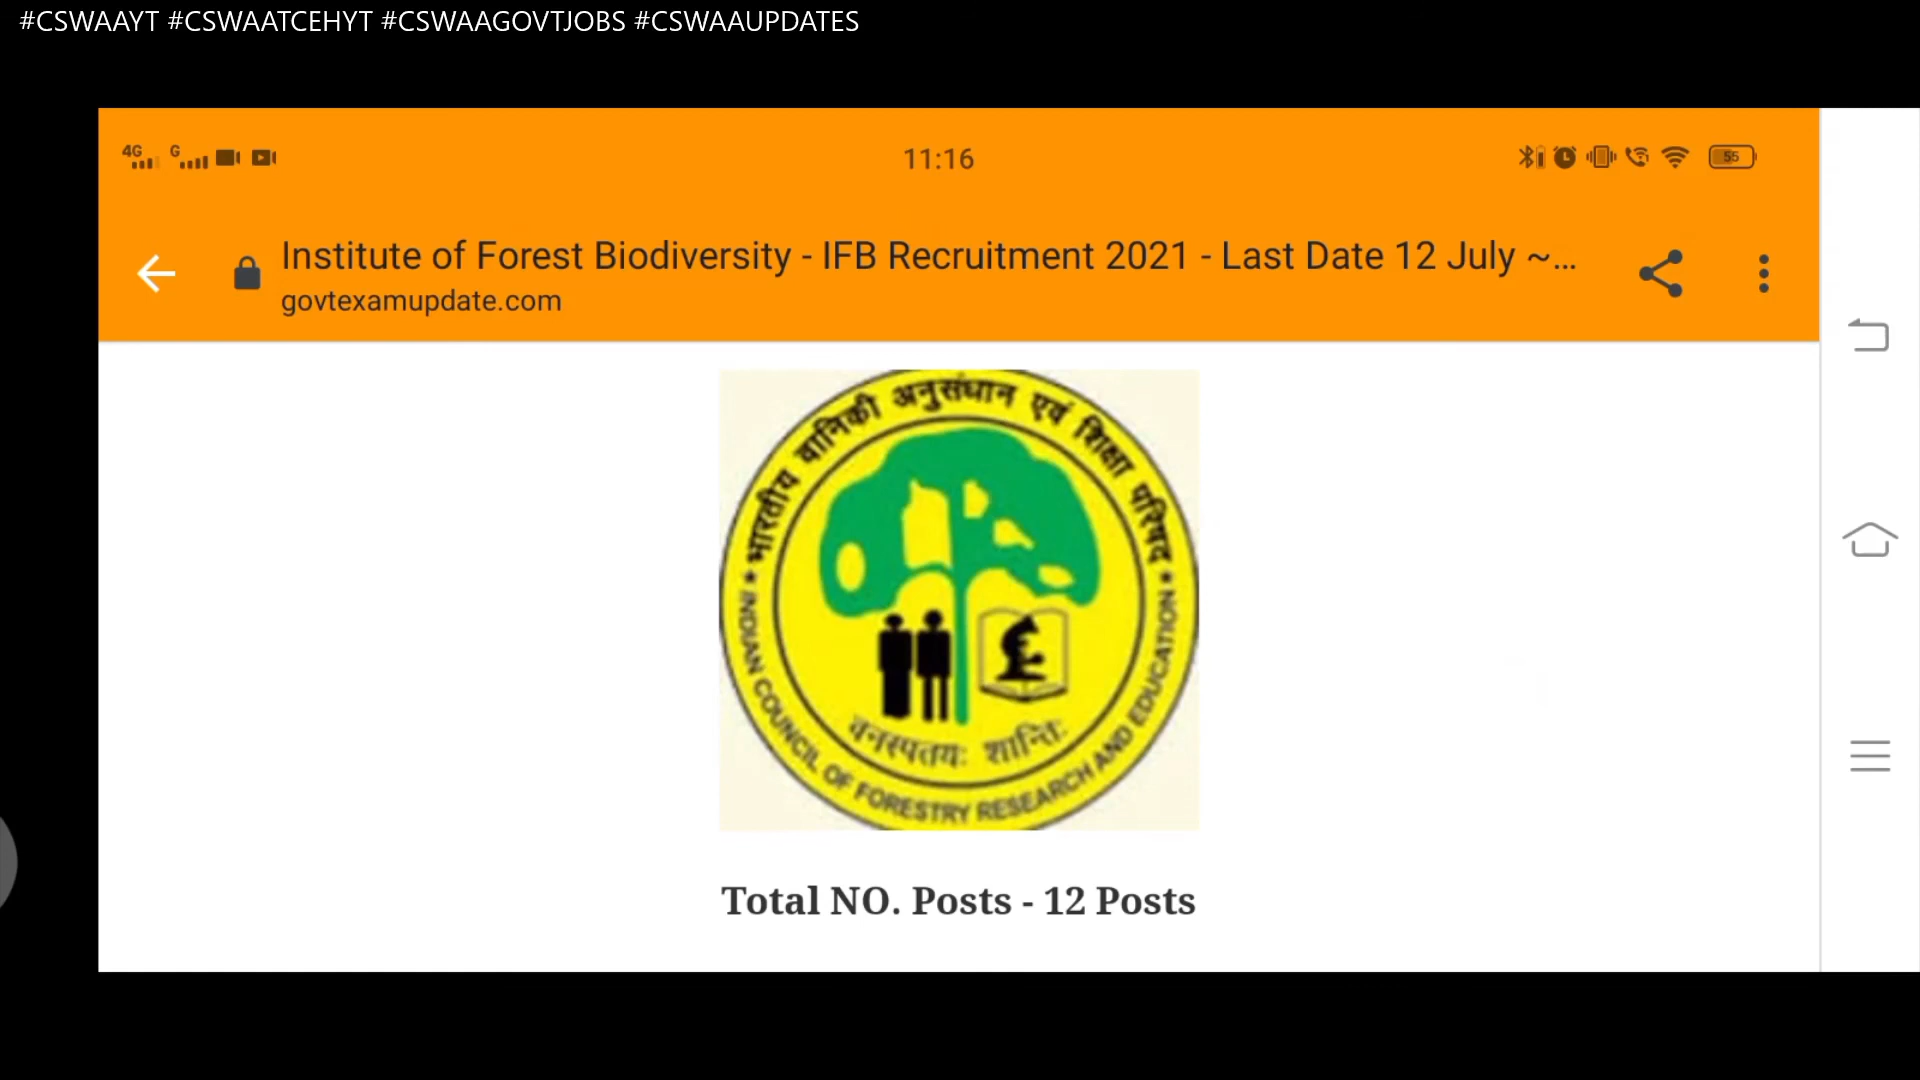 #CSWAAYT #CSWAATCEHYT #CSWAAGOVTJOBS #CSWAAUPDATES
4G G 11:16 55
Institute of Forest Biodiversity - IFB Recruitment 2021 - Last Date 12 July ~...
govtexamupdate.com
भारतीय वानिकी अनुसंधान एवं शिक्षा परिषद
वनस्पतयः शान्तिः
INDIAN COUNCIL OF FORESTRY RESEARCH AND EDUCATION
Total NO. Posts - 12 Posts